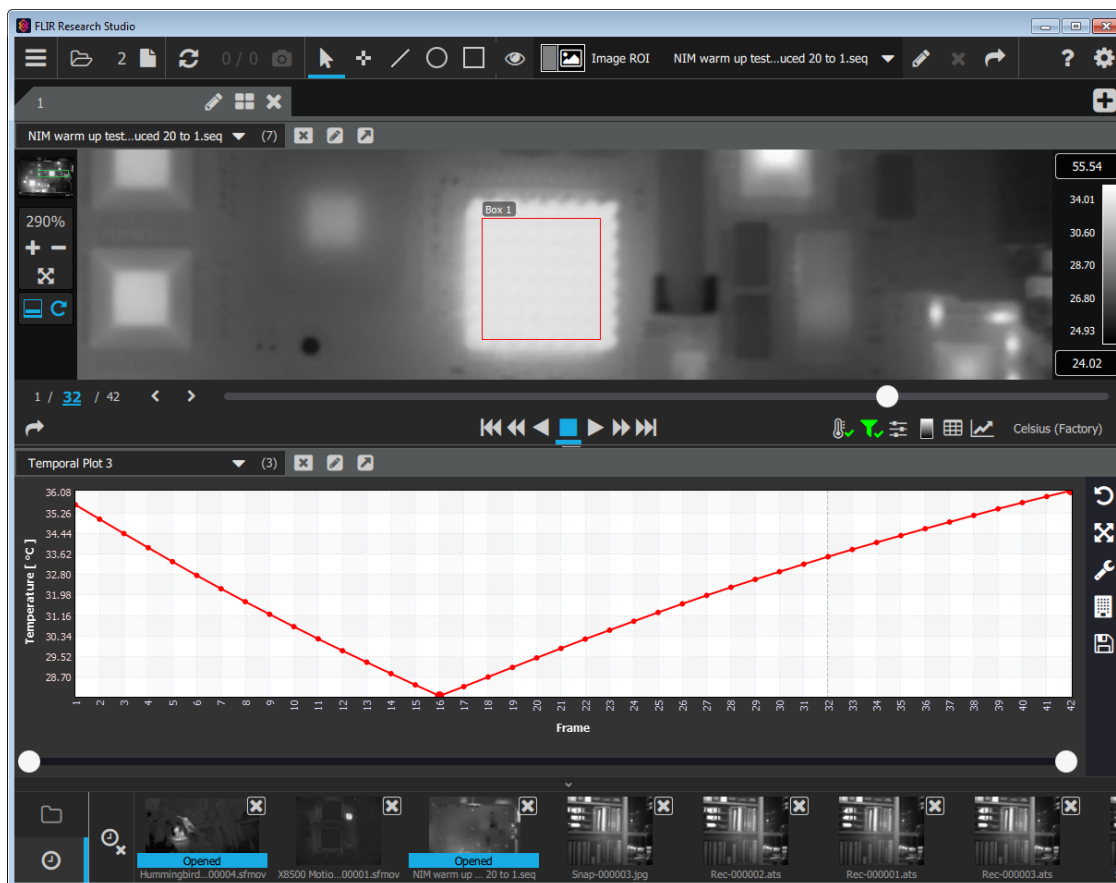 FLIR Research Studio
2 0 / 0 Image ROI NIM warm up test...uced 20 to 1.seq ?
1
NIM warm up test...uced 20 to 1.seq (7)
55.54
290%
34.01
30.60
28.70
26.80
24.93
24.02
Box 1
1 / 32 / 42
Celsius (Factory)
Temporal Plot 3 (3)
Temperature [ °C ]
36.08
35.26
34.44
33.62
32.80
31.98
31.16
30.34
29.52
28.70
1 2 3 4 5 6 7 8 9 10 11 12 13 14 15 16 17 18 19 20 21 22 23 24 25 26 27 28 29 30 31 32 33 34 35 36 37 38 39 40 41 42
Frame
Opened Opened
Hummingbird...00004.sfmov X8500 Motio...00001.sfmov NIM warm up ... 20 to 1.seq Snap-000003.jpg Rec-000002.ats Rec-000001.ats Rec-000003.ats